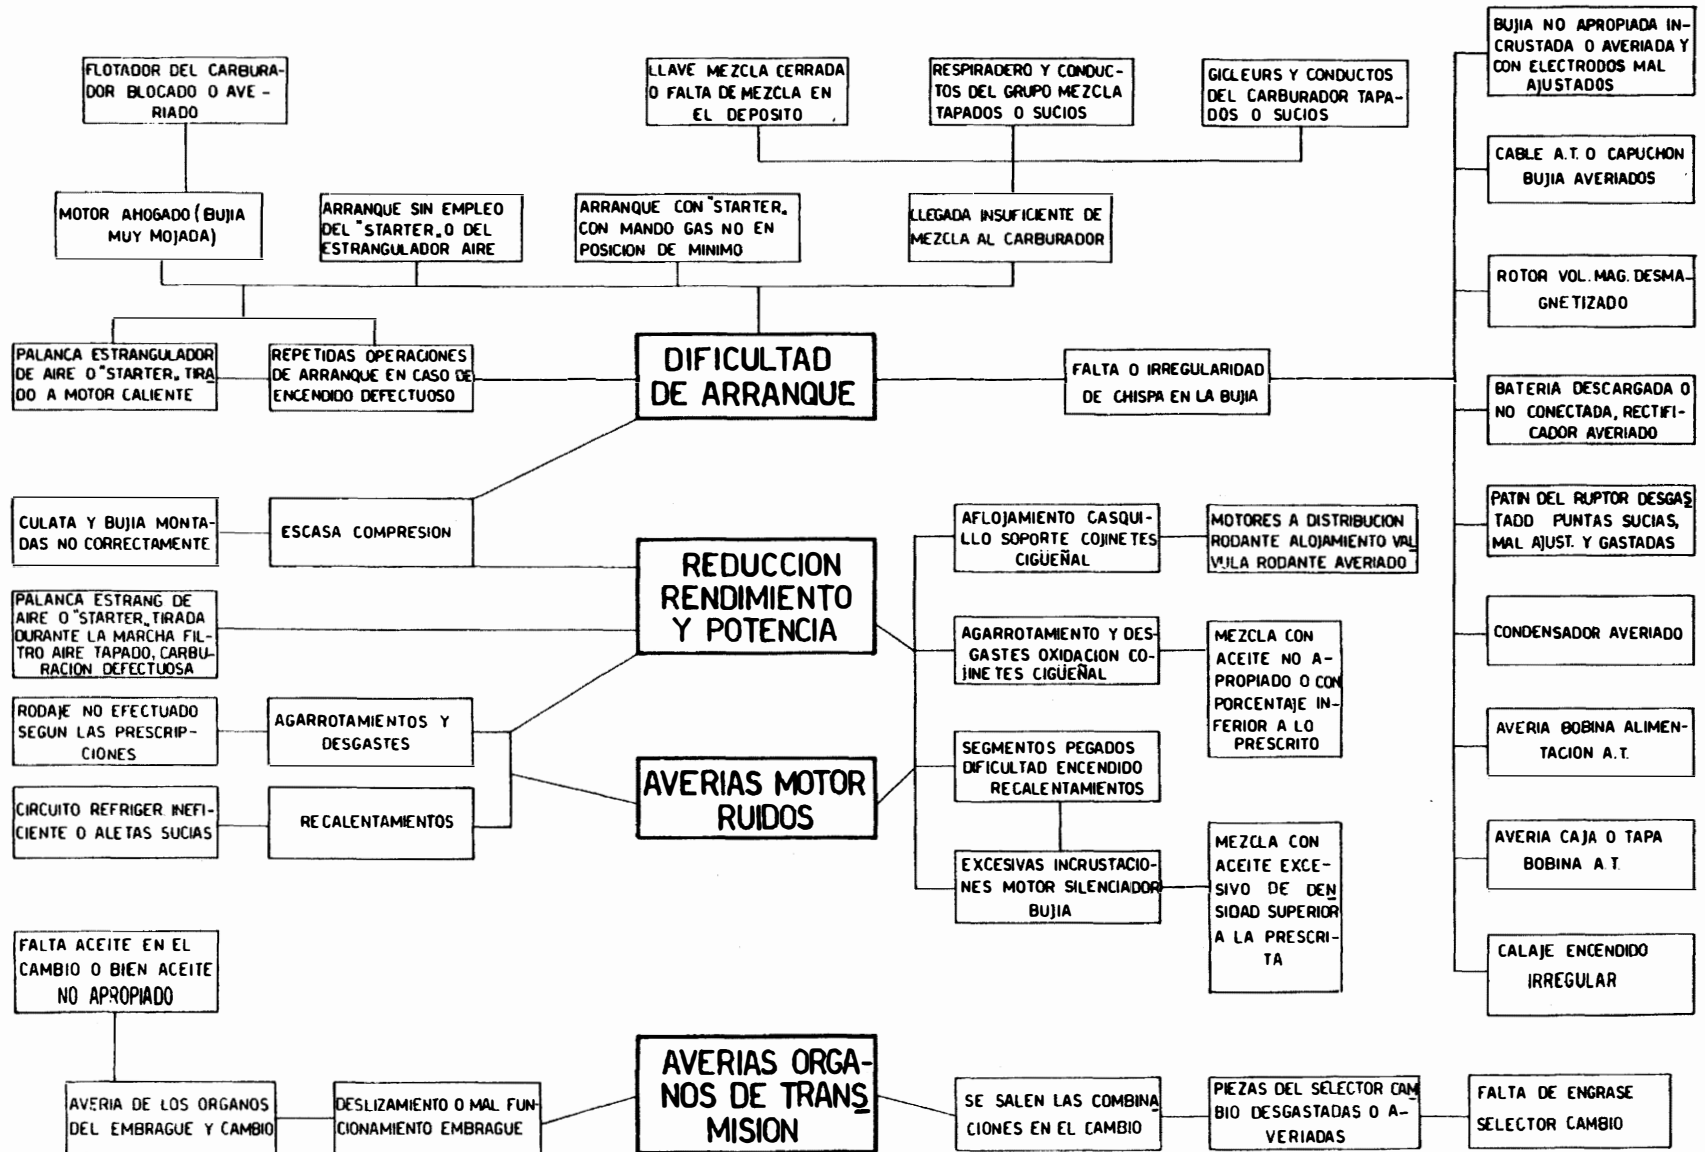 FLOTADOR DEL CARBURA-
DOR BLOCADO O AVE-
RIADO
LLAVE MEZCLA CERRADA
O FALTA DE MEZCLA EN
EL DEPOSITO
RESPIRADERO Y CONDUC-
TOS DEL GRUPO MEZCLA
TAPADOS O SUCIOS
GICLEURS Y CONDUCTOS
DEL CARBURADOR TAPA-
DOS O SUCIOS
BUJIA NO APROPIADA IN-
CRUSTADA O AVERIADA Y
CON ELECTRODOS MAL
AJUSTADOS
CABLE A.T. O CAPUCHON
BUJIA AVERIADOS
MOTOR AHOGADO (BUJIA
MUY MOJADA)
ARRANQUE SIN EMPLEO
DEL "STARTER„ O DEL
ESTRANGULADOR AIRE
ARRANQUE CON "STARTER„
CON MANDO GAS NO EN
POSICION DE MINIMO
LLEGADA INSUFICIENTE DE
MEZCLA AL CARBURADOR
ROTOR VOL. MAG. DESMA-
GNETIZADO
PALANCA ESTRANGULADOR
DE AIRE O "STARTER„ TIRA
DO A MOTOR CALIENTE
REPETIDAS OPERACIONES
DE ARRANQUE EN CASO DE
ENCENDIDO DEFECTUOSO
DIFICULTAD
DE ARRANQUE
FALTA O IRREGULARIDAD
DE CHISPA EN LA BUJIA
BATERIA DESCARGADA O
NO CONECTADA, RECTIFI-
CADOR AVERIADO
CULATA Y BUJIA MONTA-
DAS NO CORRECTAMENTE
ESCASA COMPRESION
REDUCCION
RENDIMIENTO
Y POTENCIA
AFLOJAMIENTO CASQUI-
LLO SOPORTE COJINETES
CIGÜEÑAL
MOTORES A DISTRIBUCION
RODANTE ALOJAMIENTO VAL
VULA RODANTE AVERIADO
PATIN DEL RUPTOR DESGAS
TADD PUNTAS SUCIAS,
MAL AJUST. Y GASTADAS
PALANCA ESTRANG DE
AIRE O "STARTER„ TIRADA
DURANTE LA MARCHA FIL-
TRO AIRE TAPADO, CARBU-
RACION DEFECTUOSA
AGARROTAMIENTO Y DES-
GASTES OXIDACION CO-
JINETES CIGÜEÑAL
MEZCLA CON
ACEITE NO A-
PROPIADO O CON
PORCENTAJE IN-
FERIOR A LO
PRESCRITO
CONDENSADOR AVERIADO
RODAJE NO EFECTUADO
SEGUN LAS PRESCRIP-
CIONES
AGARROTAMIENTOS Y
DESGASTES
SEGMENTOS PEGADOS
DIFICULTAD ENCENDIDO
RECALENTAMIENTOS
AVERIA BOBINA ALIMEN-
TACION A.T.
CIRCUITO REFRIGER. INEFI-
CIENTE O ALETAS SUCIAS
RECALENTAMIENTOS
AVERIAS MOTOR
RUIDOS
EXCESIVAS INCRUSTACIO-
NES MOTOR SILENCIADOR
BUJIA
MEZCLA CON
ACEITE EXCE-
SIVO DE DEN
SIDAD SUPERIOR
A LA PRESCRI-
TA
AVERIA CAJA O TAPA
BOBINA A.T.
CALAJE ENCENDIDO
IRREGULAR
FALTA ACEITE EN EL
CAMBIO O BIEN ACEITE
NO APROPIADO
AVERIA DE LOS ORGANOS
DEL EMBRAGUE Y CAMBIO
DESLIZAMIENTO O MAL FUN-
CIONAMIENTO EMBRAGUE
AVERIAS ORGA-
NOS DE TRANS
MISION
SE SALEN LAS COMBINA
CIONES EN EL CAMBIO
PIEZAS DEL SELECTOR CAM
BIO DESGASTADAS O A-
VERIADAS
FALTA DE ENGRASE
SELECTOR CAMBIO